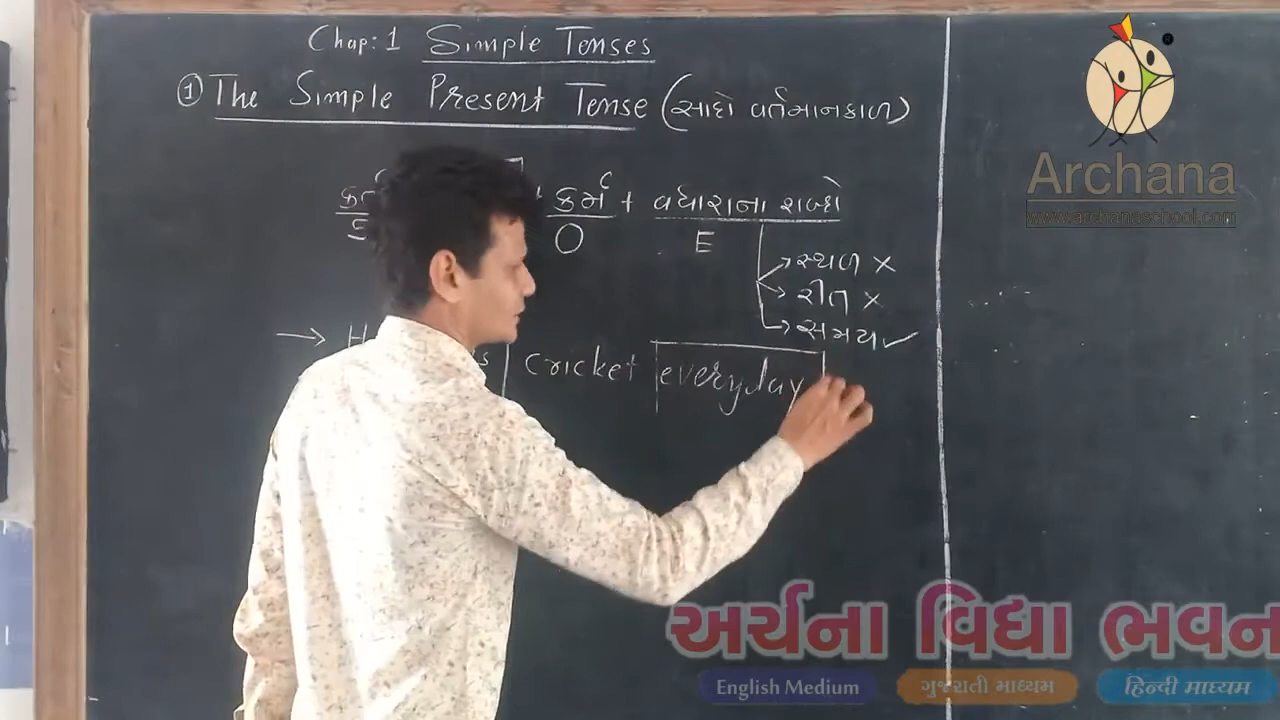 Chap: 1 Simple Tenses
① The Simple Present Tense (સાદો વર્તમાનકાળ)
+ કર્મ + વધારાના શબ્દો
O E
→ સ્થળ ×
→ રીત ×
→ સમય ✓
→ cricket everyday
Archana
www.archanaschool.com
અર્ચના વિદ્યા ભવન
English Medium ગુજરાતી માધ્યમ हिन्दी माध्यम